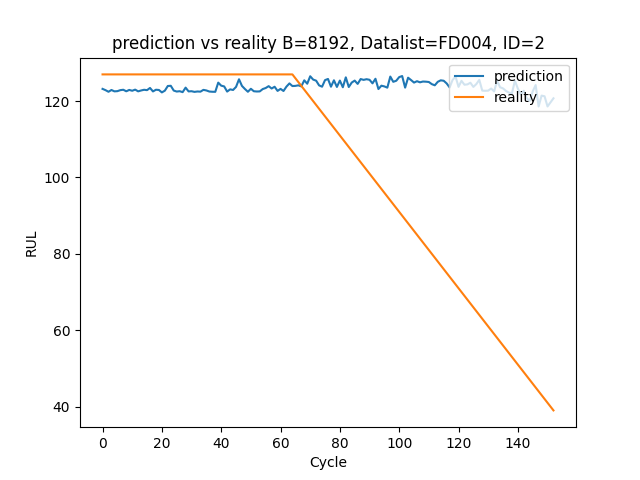 prediction vs reality B=8192, Datalist=FD004, ID=2
prediction
reality
120
100
80
60
40
RUL
0 20 40 60 80 100 120 140
Cycle